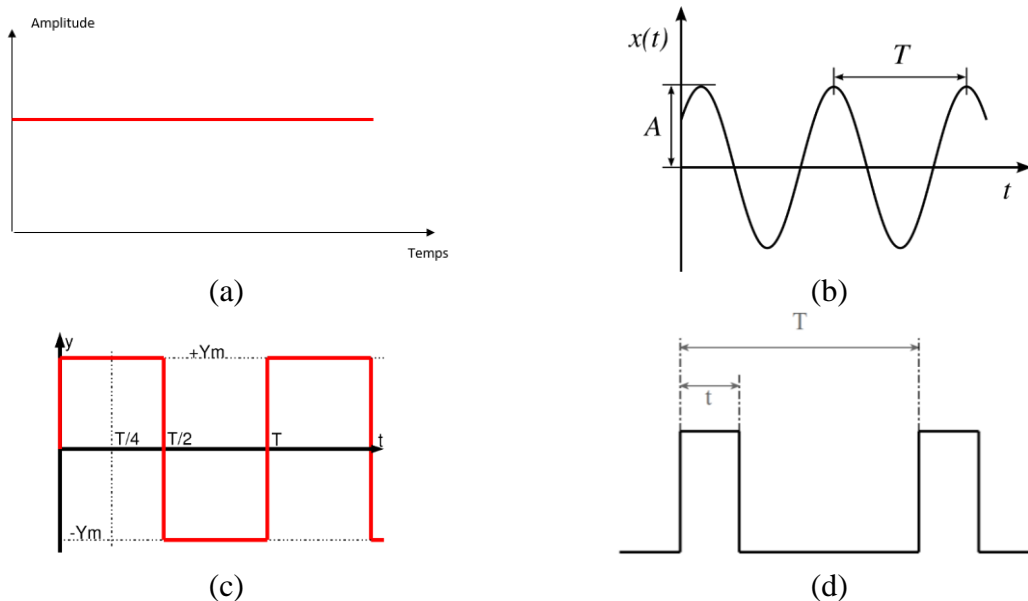 Amplitude
Temps
(a)
x(t)
T
A
t
(b)
y
+Ym
T/4
T/2
T
t
-Ym
(c)
T
t
(d)